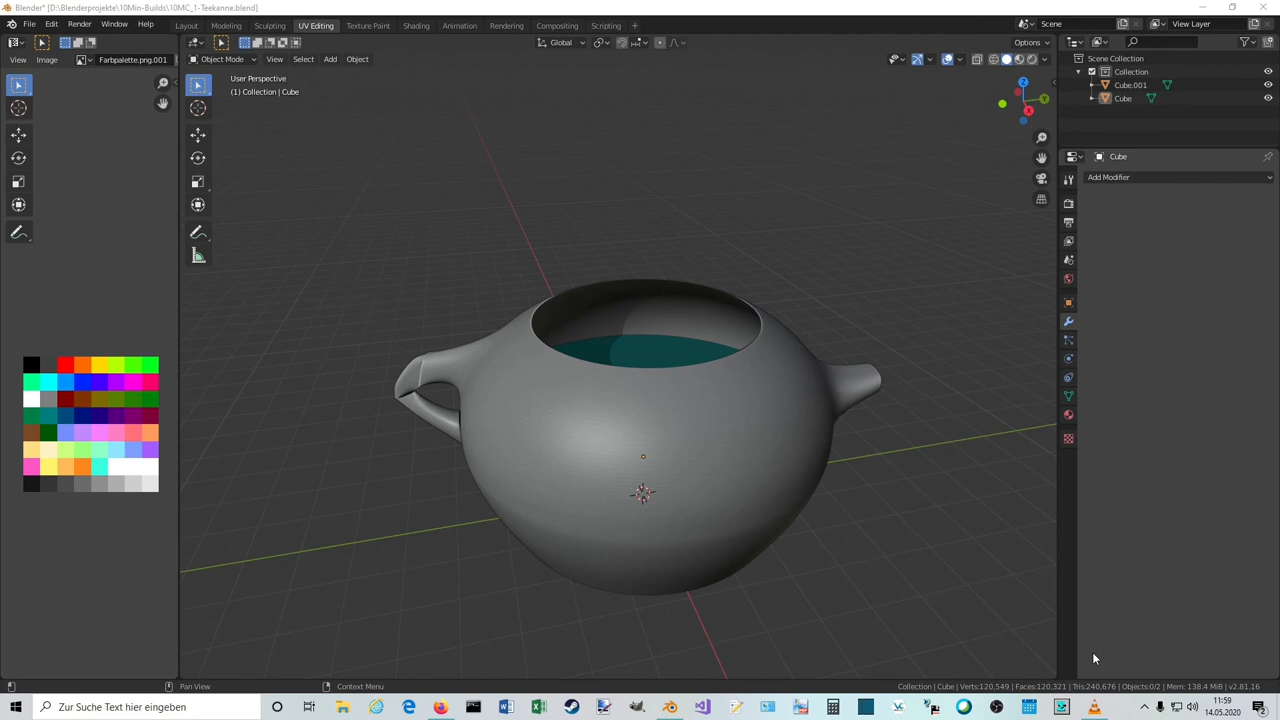 Blender* [D:\Blenderprojekte\10Min-Builds\10MC_1-Teekanne.blend]
File Edit Render Window Help Layout Modeling Sculpting UV Editing Texture Paint Shading Animation Rendering Compositing Scripting Scene View Layer
Global Options
View Image Farbpalette.png.001 Object Mode View Select Add Object
Scene Collection
Collection
Cube.001
Cube
User Perspective
(1) Collection | Cube
Z
Y
X
Cube
Add Modifier
Pan View Context Menu Collection | Cube | Verts:120,549 | Faces:120,321 | Tris:240,676 | Objects:0/2 | Mem: 138.4 MiB | v2.81.16
Zur Suche Text hier eingeben
11:59
14.05.2020